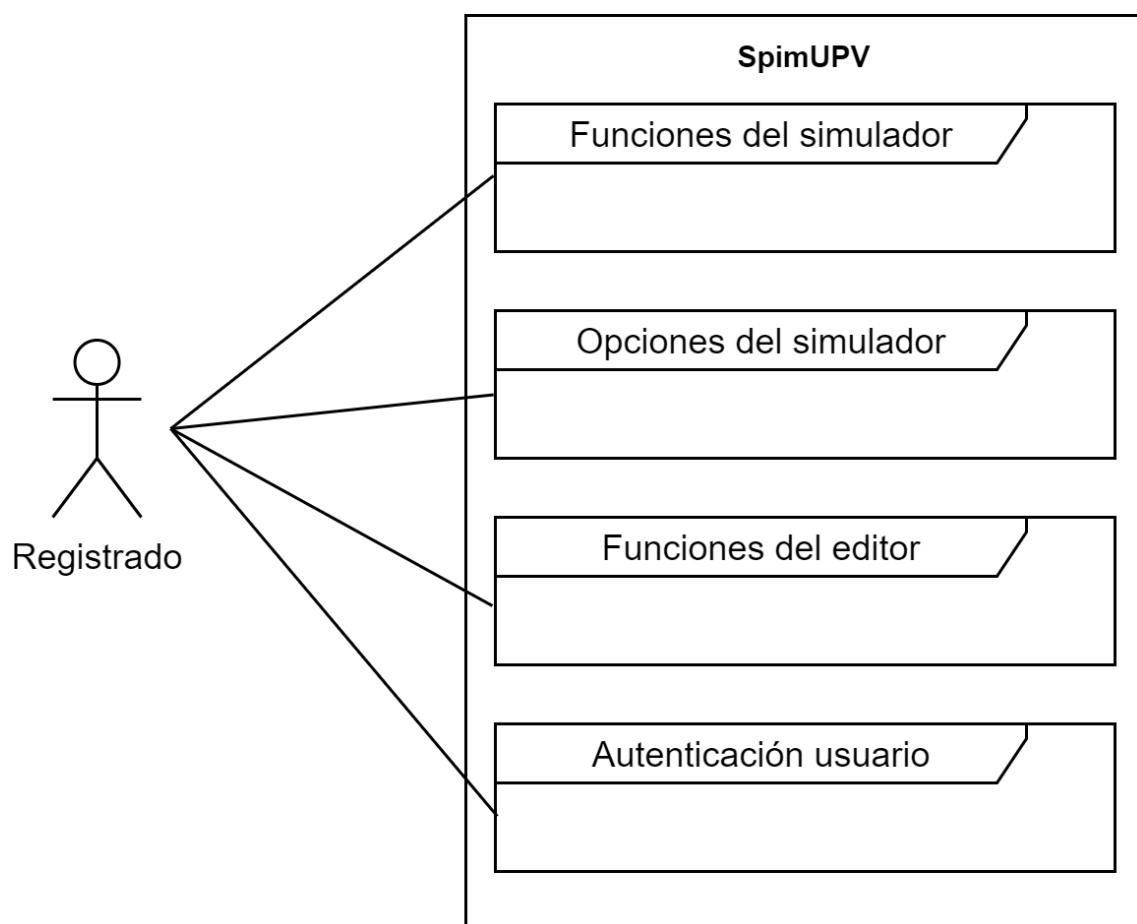 SpimUPV
Funciones del simulador
Opciones del simulador
Funciones del editor
Autenticación usuario
Registrado